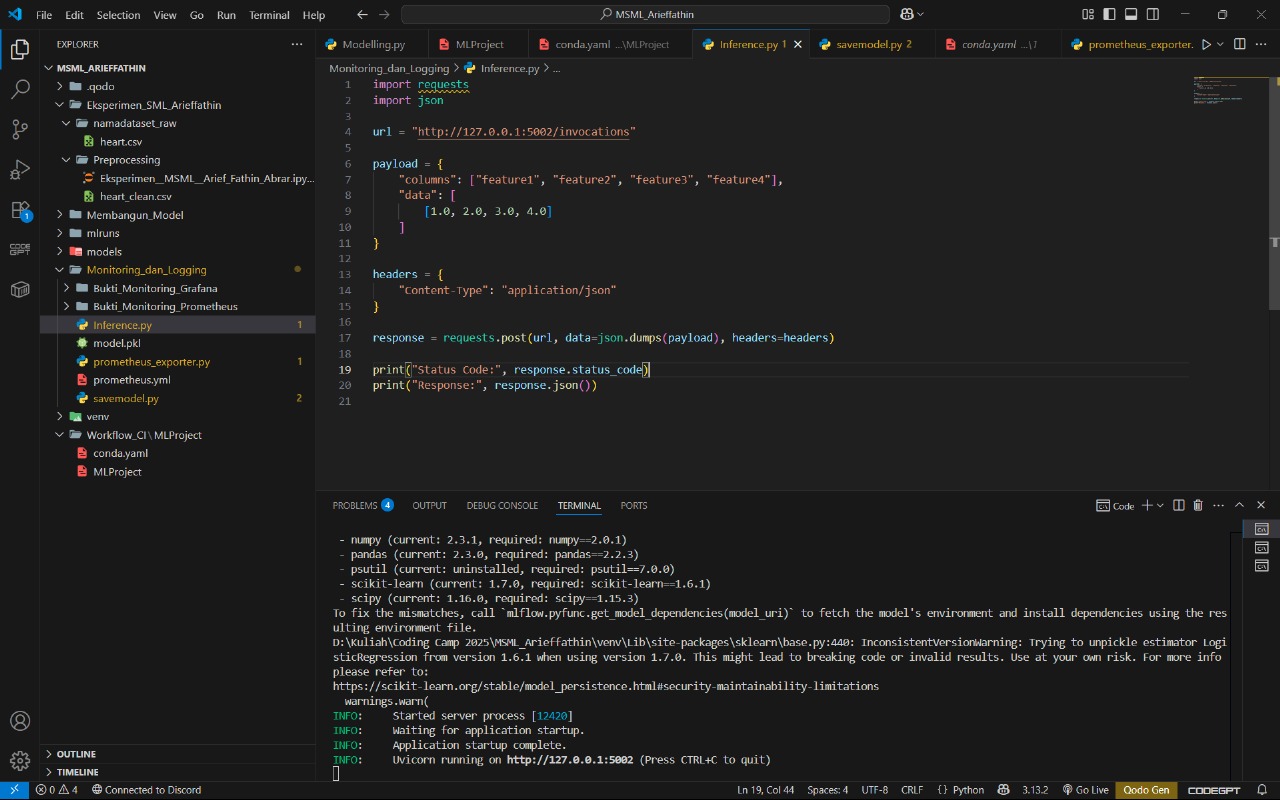 File Edit Selection View Go Run Terminal Help
MSML_Arieffathin
EXPLORER
MSML_ARIEFFATHIN
.qodo
Eksperimen_SML_Arieffathin
namadataset_raw
heart.csv
Preprocessing
Eksperimen__MSML__Arief_Fathin_Abrar.ipy...
heart_clean.csv
Membangun_Model
mlruns
models
Monitoring_dan_Logging
Bukti_Monitoring_Grafana
Bukti_Monitoring_Prometheus
Inference.py 1
model.pkl
prometheus_exporter.py 1
prometheus.yml
savemodel.py 2
venv
Workflow_CI \ MLProject
conda.yaml
MLProject
OUTLINE
TIMELINE
1
CODE GPT
Modelling.py MLProject conda.yaml ...\MLProject Inference.py 1 savemodel.py 2 conda.yaml ...\T prometheus_exporter.
Monitoring_dan_Logging > Inference.py > ...
1 import requests
2 import json
3
4 url = "http://127.0.0.1:5002/invocations"
5
6 payload = {
7 "columns": ["feature1", "feature2", "feature3", "feature4"],
8 "data": [
9 [1.0, 2.0, 3.0, 4.0]
10 ]
11 }
12
13 headers = {
14 "Content-Type": "application/json"
15 }
16
17 response = requests.post(url, data=json.dumps(payload), headers=headers)
18
19 print("Status Code:", response.status_code)
20 print("Response:", response.json())
21
PROBLEMS 4 OUTPUT DEBUG CONSOLE TERMINAL PORTS
Code
- numpy (current: 2.3.1, required: numpy==2.0.1)
- pandas (current: 2.3.0, required: pandas==2.2.3)
- psutil (current: uninstalled, required: psutil==7.0.0)
- scikit-learn (current: 1.7.0, required: scikit-learn==1.6.1)
- scipy (current: 1.16.0, required: scipy==1.15.3)
To fix the mismatches, call `mlflow.pyfunc.get_model_dependencies(model_uri)` to fetch the model's environment and install dependencies using the res
ulting environment file.
D:\Kuliah\Coding Camp 2025\MSML_Arieffathin\venv\Lib\site-packages\sklearn\base.py:440: InconsistentVersionWarning: Trying to unpickle estimator Logi
sticRegression from version 1.6.1 when using version 1.7.0. This might lead to breaking code or invalid results. Use at your own risk. For more info
please refer to:
https://scikit-learn.org/stable/model_persistence.html#security-maintainability-limitations
warnings.warn(
INFO: Started server process [12420]
INFO: Waiting for application startup.
INFO: Application startup complete.
INFO: Uvicorn running on http://127.0.0.1:5002 (Press CTRL+C to quit)
0 4 Connected to Discord Ln 19, Col 44 Spaces: 4 UTF-8 CRLF {} Python 3.13.2 Go Live Qodo Gen CODEGPT